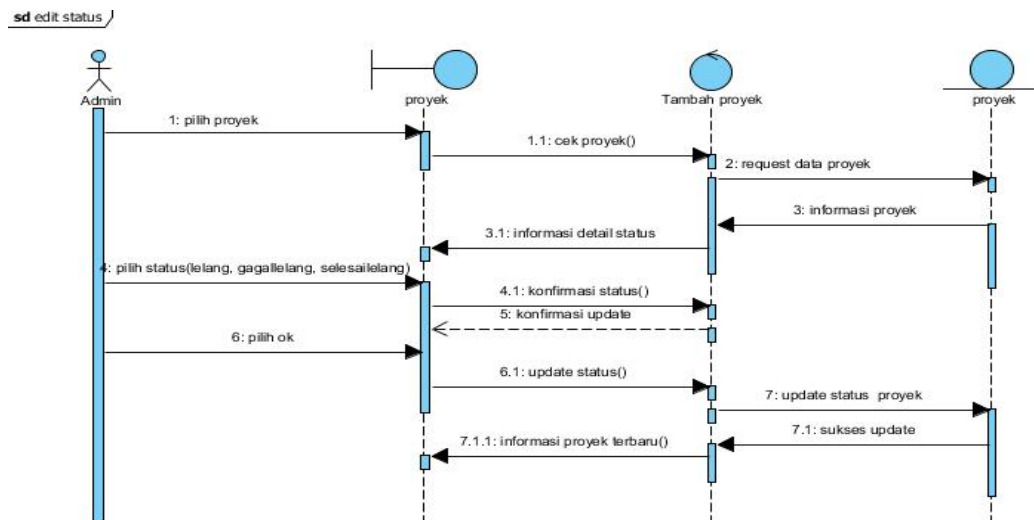 sd edit status
Admin
proyek
Tambah proyek
proyek
1: pilih proyek
1.1: cek proyek()
2: request data proyek
3: informasi proyek
3.1: informasi detail status
4: pilih status(lelang, gagallelang, selesailelang)
4.1: konfirmasi status()
5: konfirmasi update
6: pilih ok
6.1: update status()
7: update status proyek
7.1: sukses update
7.1.1: informasi proyek terbaru()